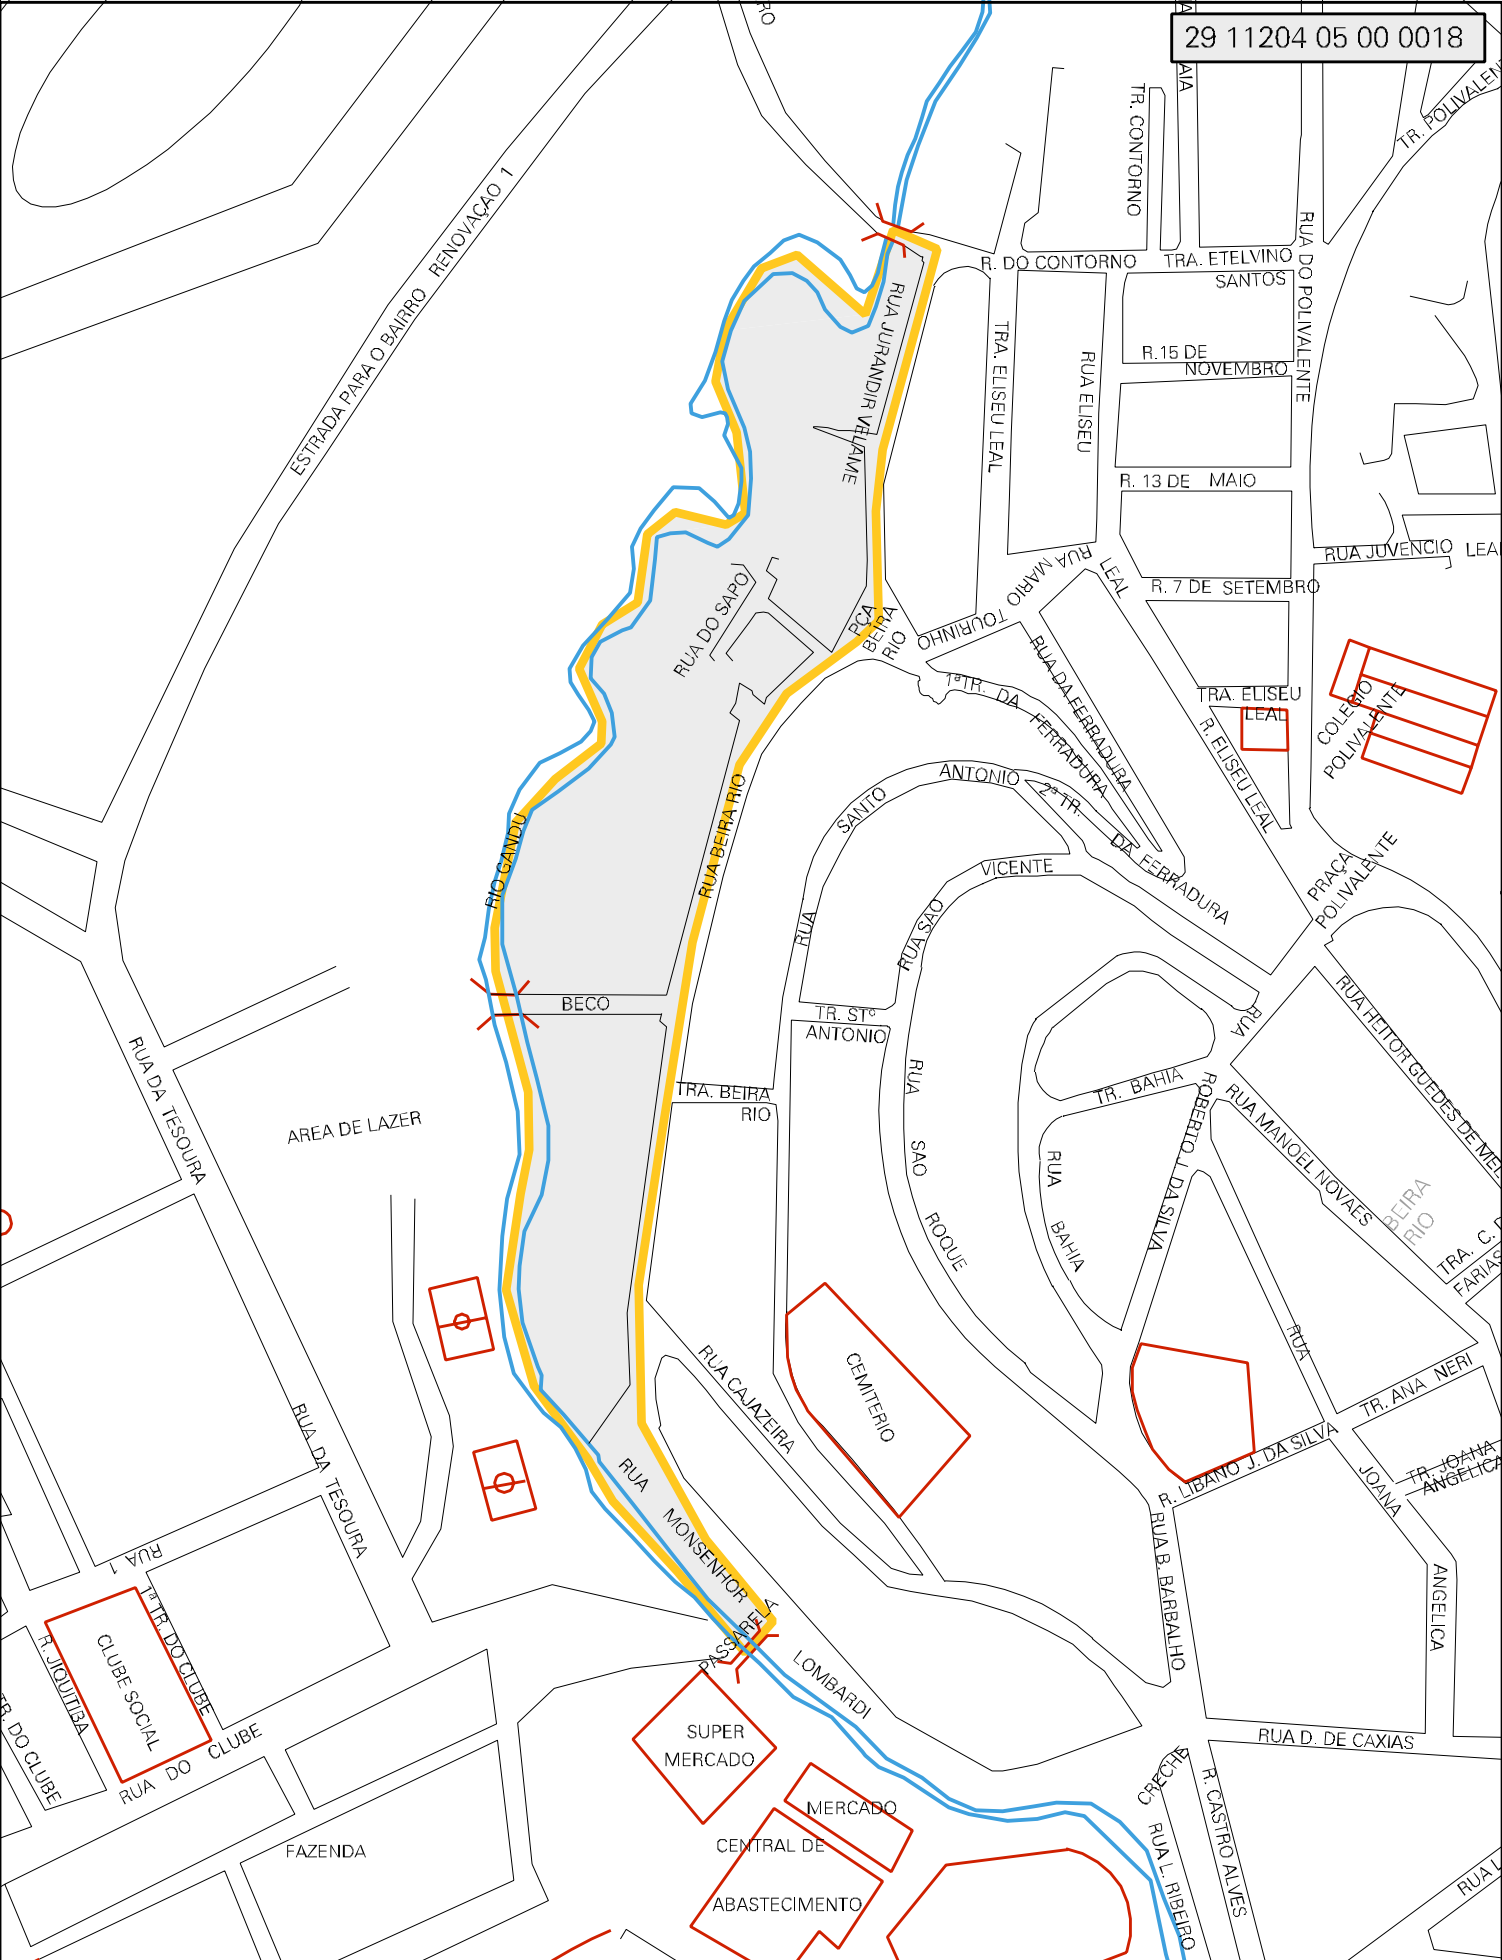 29 11204 05 00 0018
RO
AIA
TR. CONTORNO
TR. POLIVALEN
ESTRADA PARA O BAIRRO RENOVAÇAO 1
R. DO CONTORNO
TRA. ETELVINO
SANTOS
RUA DO POLIVALENTE
RUA JURANDIR VELAME
TRA. ELISEU LEAL
RUA ELISEU
R.15 DE
NOVEMBRO
R. 13 DE MAIO
RUA JUVENCIO LEAL
LEAL
R. 7 DE SETEMBRO
RUA MARIO
TOURINHO
RUA DO SAPO
PÇA
BEIRA
RIO
1ª TR. DA FERRADURA
RUA DA FERRADURA
TRA. ELISEU
LEAL
R. ELISEU LEAL
COLEGIO
POLIVALENTE
RUA SANTO ANTONIO
2ª TR. DA FERRADURA
RUA BEIRA RIO
RIO GANDU
RUA SAO VICENTE
PRAÇA
POLIVALENTE
BECO
TR. STº
ANTONIO
RUA
ROBERTO J. DA SILVA
RUA HEITOR GUEDES DE MEL
RUA DA TESOURA
AREA DE LAZER
TRA. BEIRA
RIO
RUA SAO ROQUE
TR. BAHIA
RUA BAHIA
RUA MANOEL NOVAES
BEIRA
RIO
TRA. C.
FARIAS
RUA CAJAZEIRA
CEMITERIO
RUA JOANA ANGELICA
TR. ANA NERI
R. LIBANO J. DA SILVA
TR. JOANA
ANGELICA
RUA DA TESOURA
RUA MONSENHOR LOMBARDI
RUA 1
RUA B. BARBALHO
1ª TR. DO CLUBE
R. JIQUITIBA
CLUBE SOCIAL
TR. DO CLUBE
RUA DO CLUBE
PASSARELA
SUPER
MERCADO
RUA D. DE CAXIAS
CRECHE
MERCADO
R. CASTRO ALVES
RUA L. RIBEIRO
FAZENDA
CENTRAL DE
ABASTECIMENTO
RUA L